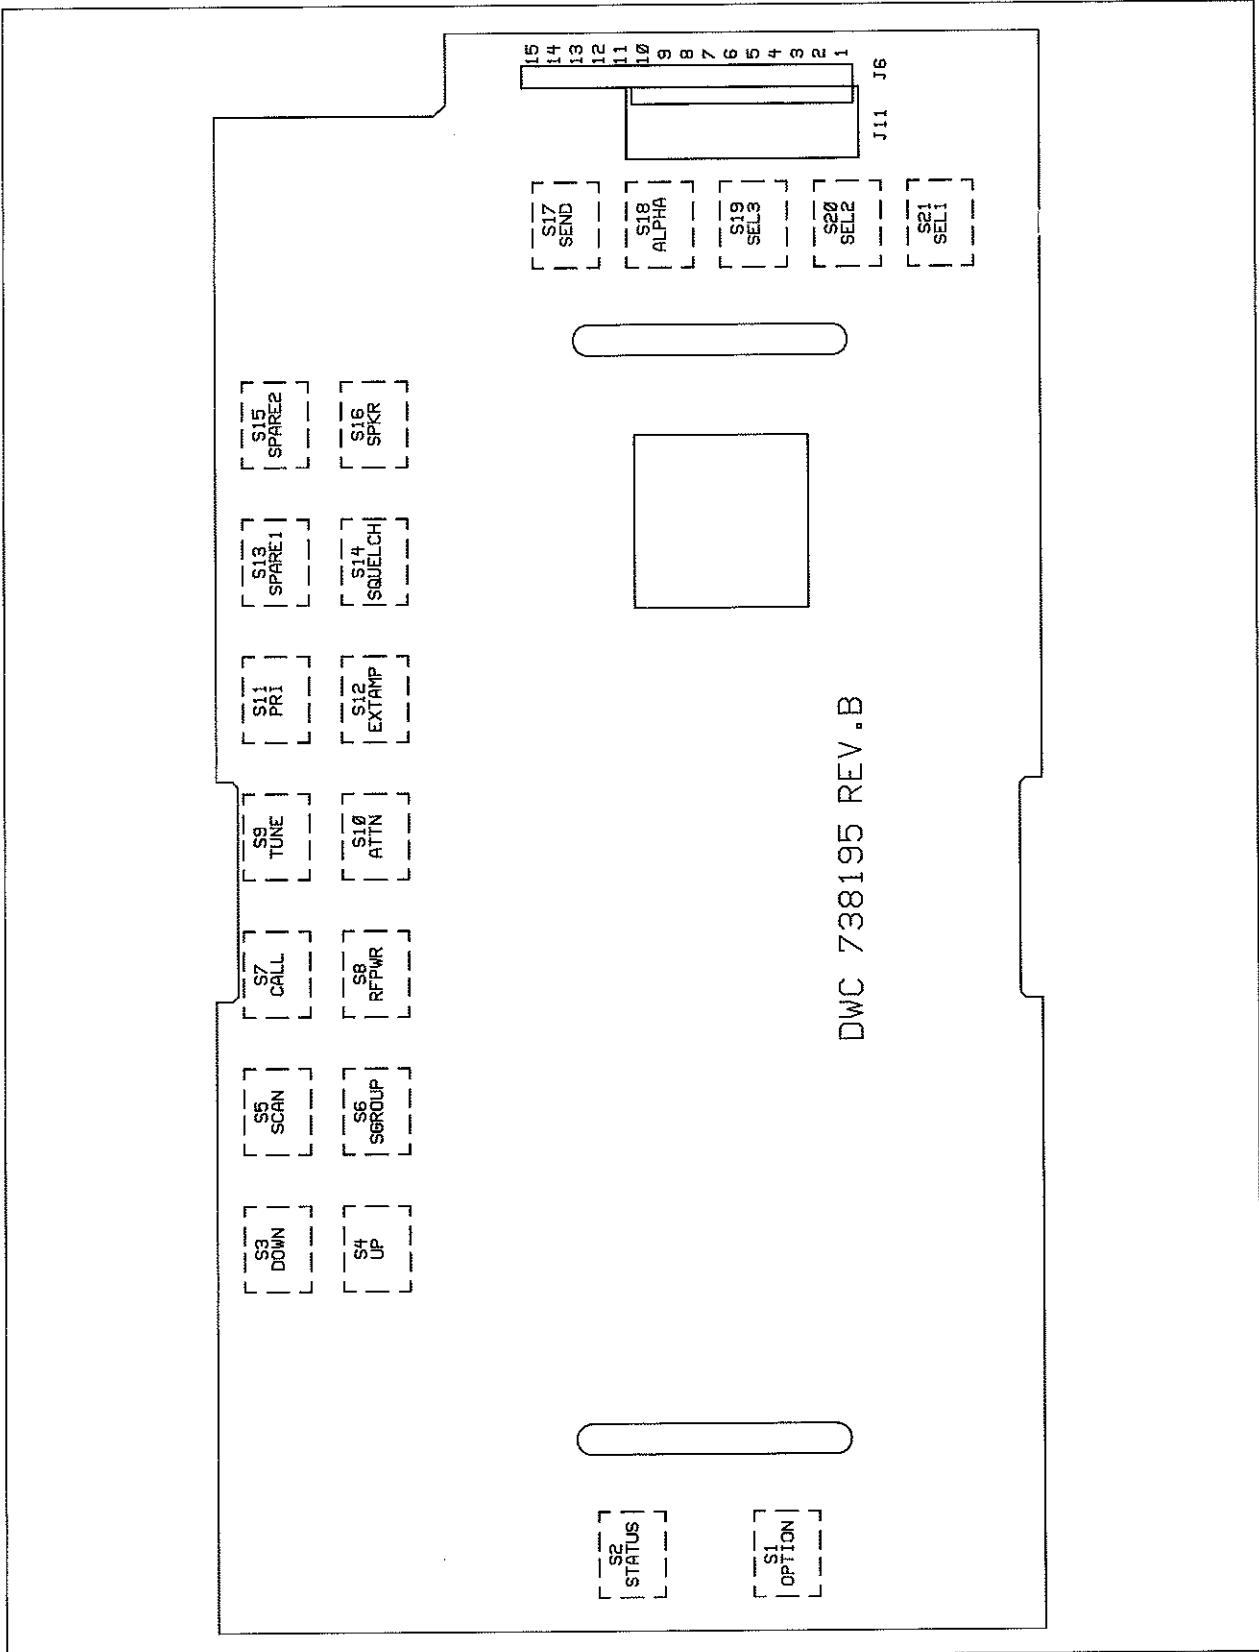 S3
DOWN
S5
SCAN
S7
CALL
S9
TUNE
S11
PRI
S13
SPARE1
S15
SPARE2
S4
UP
S6
SGROUP
S8
RFPWR
S10
ATTN
S12
EXTAMP
S14
SQUELCH
S16
SPKR
S2
STATUS
S1
OPTION
DWC 738195 REV.B
S17
SEND
S18
ALPHA
S19
SEL3
S20
SEL2
S21
SEL1
15
14
13
12
11
10
9
8
7
6
5
4
3
2
1
J11
J6